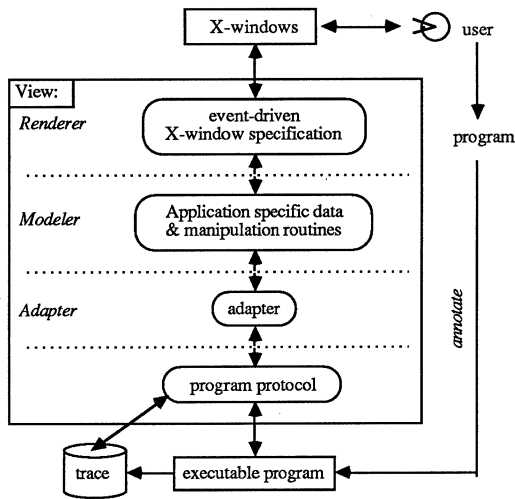 X-windows
user
View:
Renderer
event-driven
X-window specification
program
Modeler
Application specific data
& manipulation routines
Adapter
adapter
annotate
program protocol
trace
executable program